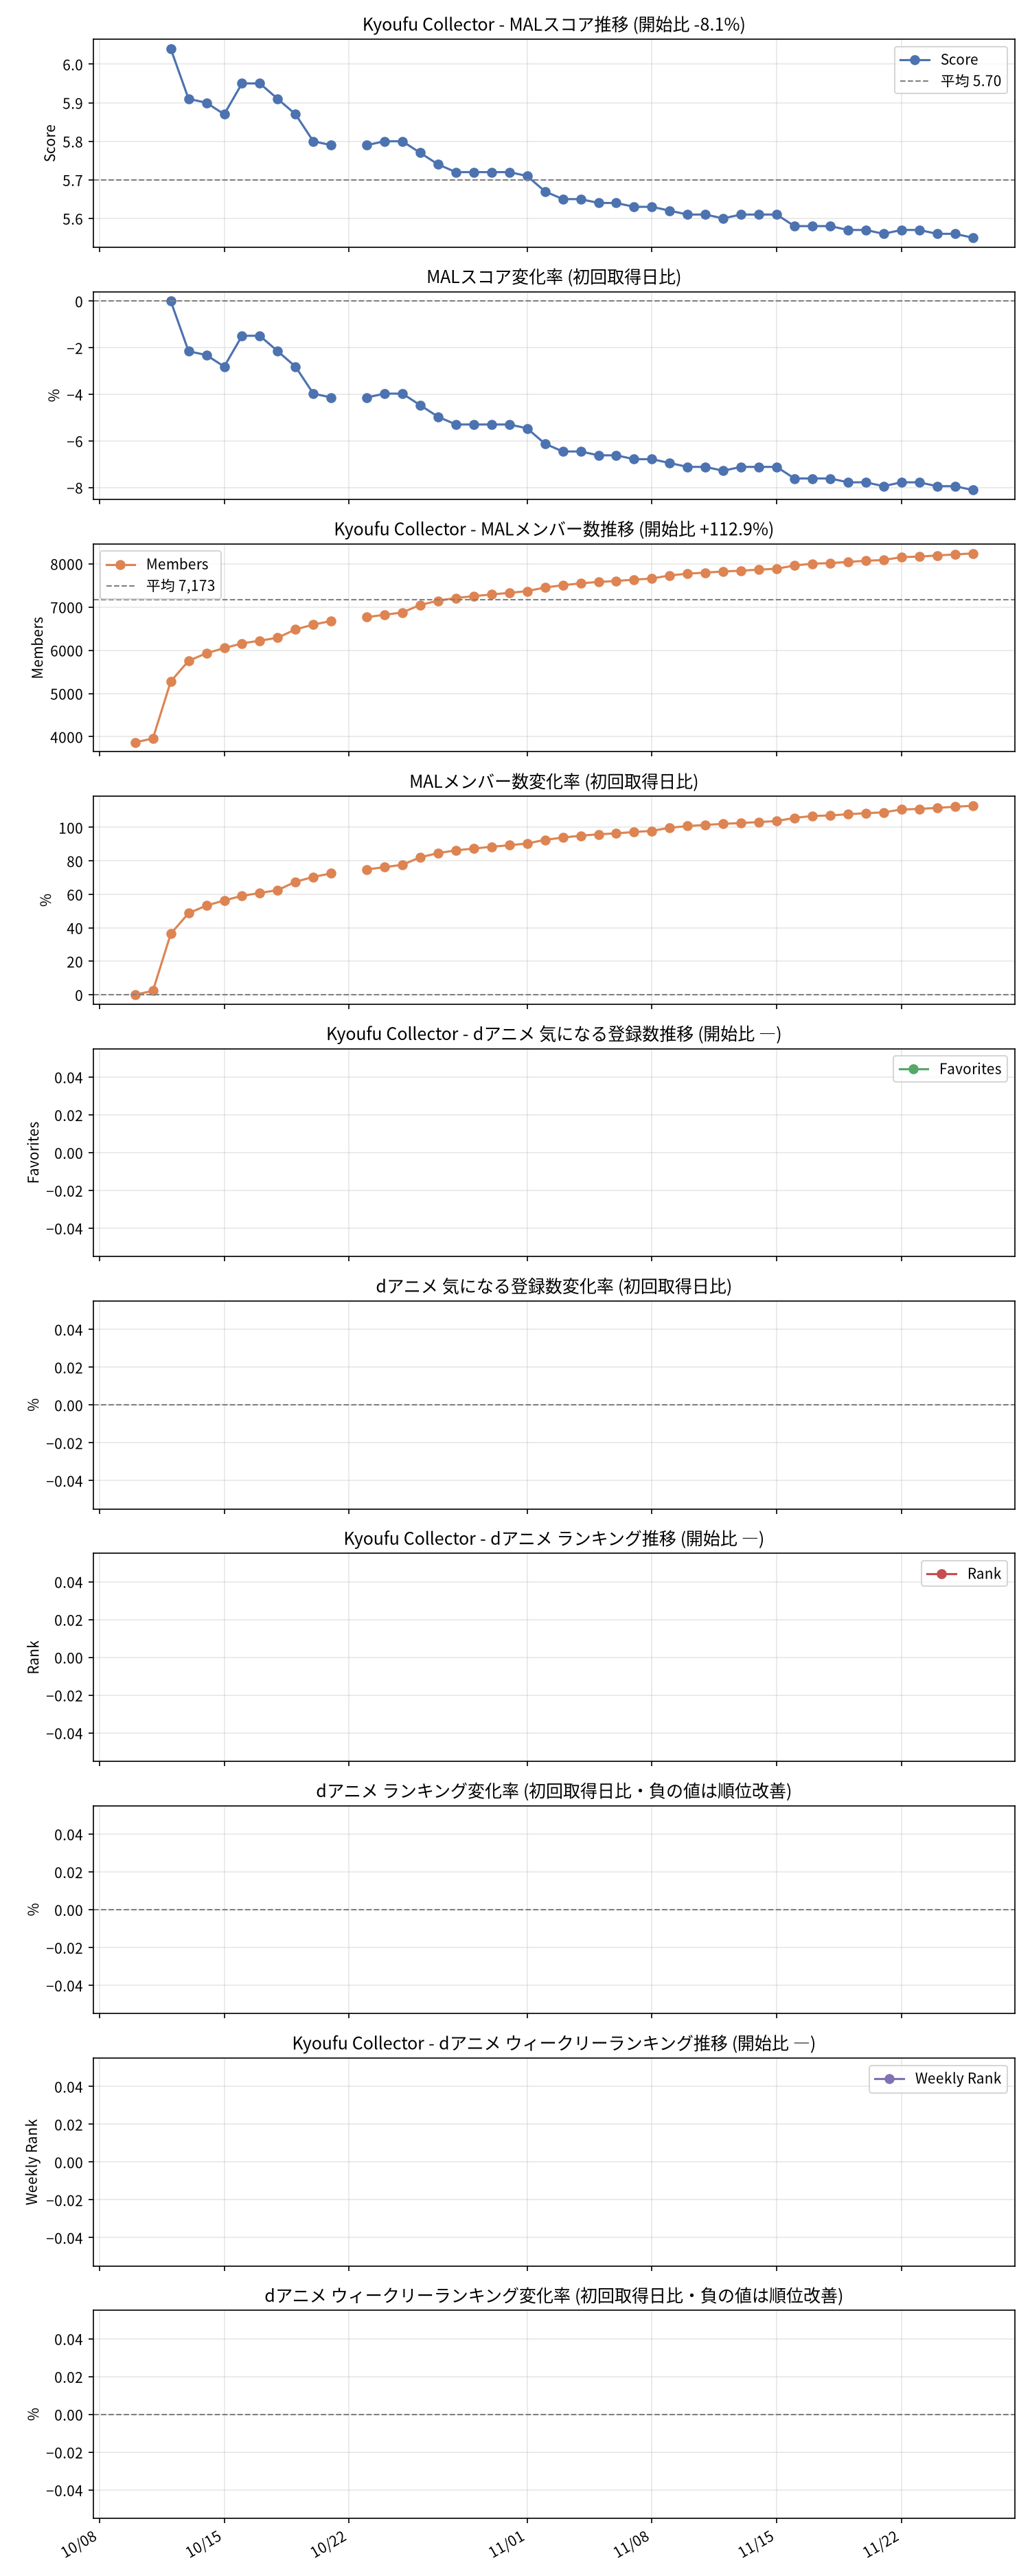 Kyoufu Collector - MALスコア推移 (開始比 -8.1%)
Score
6.0
5.9
5.8
5.7
5.6
Score
平均 5.70
MALスコア変化率 (初回取得日比)
%
0
−2
−4
−6
−8
Kyoufu Collector - MALメンバー数推移 (開始比 +112.9%)
Members
8000
7000
6000
5000
4000
Members
平均 7,173
MALメンバー数変化率 (初回取得日比)
%
100
80
60
40
20
0
Kyoufu Collector - dアニメ 気になる登録数推移 (開始比 —)
Favorites
0.04
0.02
0.00
−0.02
−0.04
Favorites
dアニメ 気になる登録数変化率 (初回取得日比)
%
0.04
0.02
0.00
−0.02
−0.04
Kyoufu Collector - dアニメ ランキング推移 (開始比 —)
Rank
0.04
0.02
0.00
−0.02
−0.04
Rank
dアニメ ランキング変化率 (初回取得日比・負の値は順位改善)
%
0.04
0.02
0.00
−0.02
−0.04
Kyoufu Collector - dアニメ ウィークリーランキング推移 (開始比 —)
Weekly Rank
0.04
0.02
0.00
−0.02
−0.04
Weekly Rank
dアニメ ウィークリーランキング変化率 (初回取得日比・負の値は順位改善)
%
0.04
0.02
0.00
−0.02
−0.04
10/08
10/15
10/22
11/01
11/08
11/15
11/22